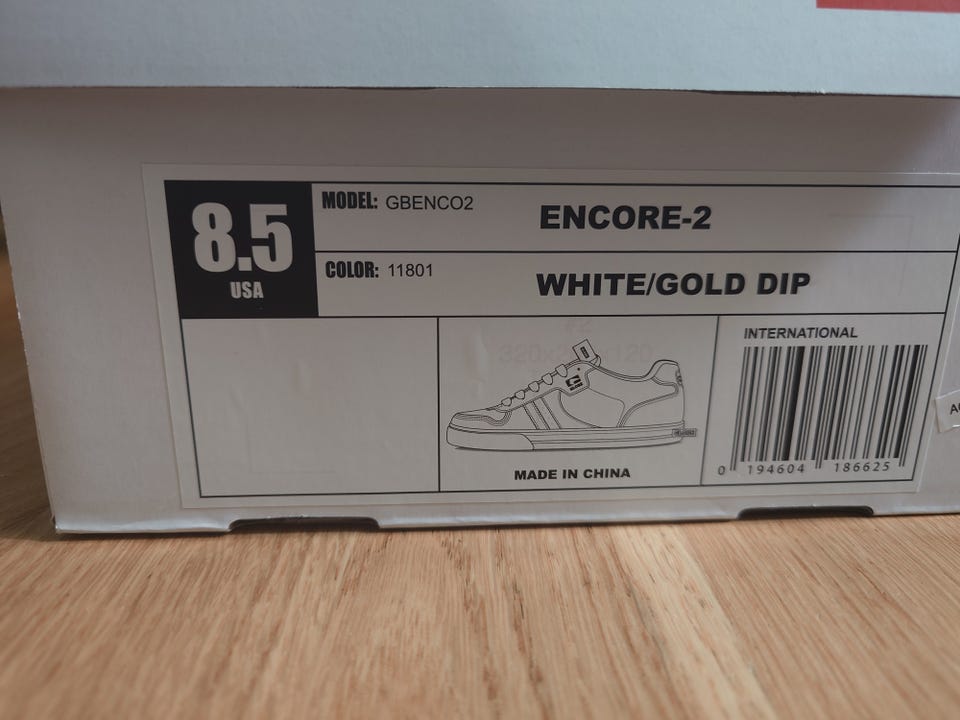 8.5
USA
MODEL: GBENCO2
ENCORE-2
COLOR: 11801
WHITE/GOLD DIP
MADE IN CHINA
INTERNATIONAL
0 194604 186625